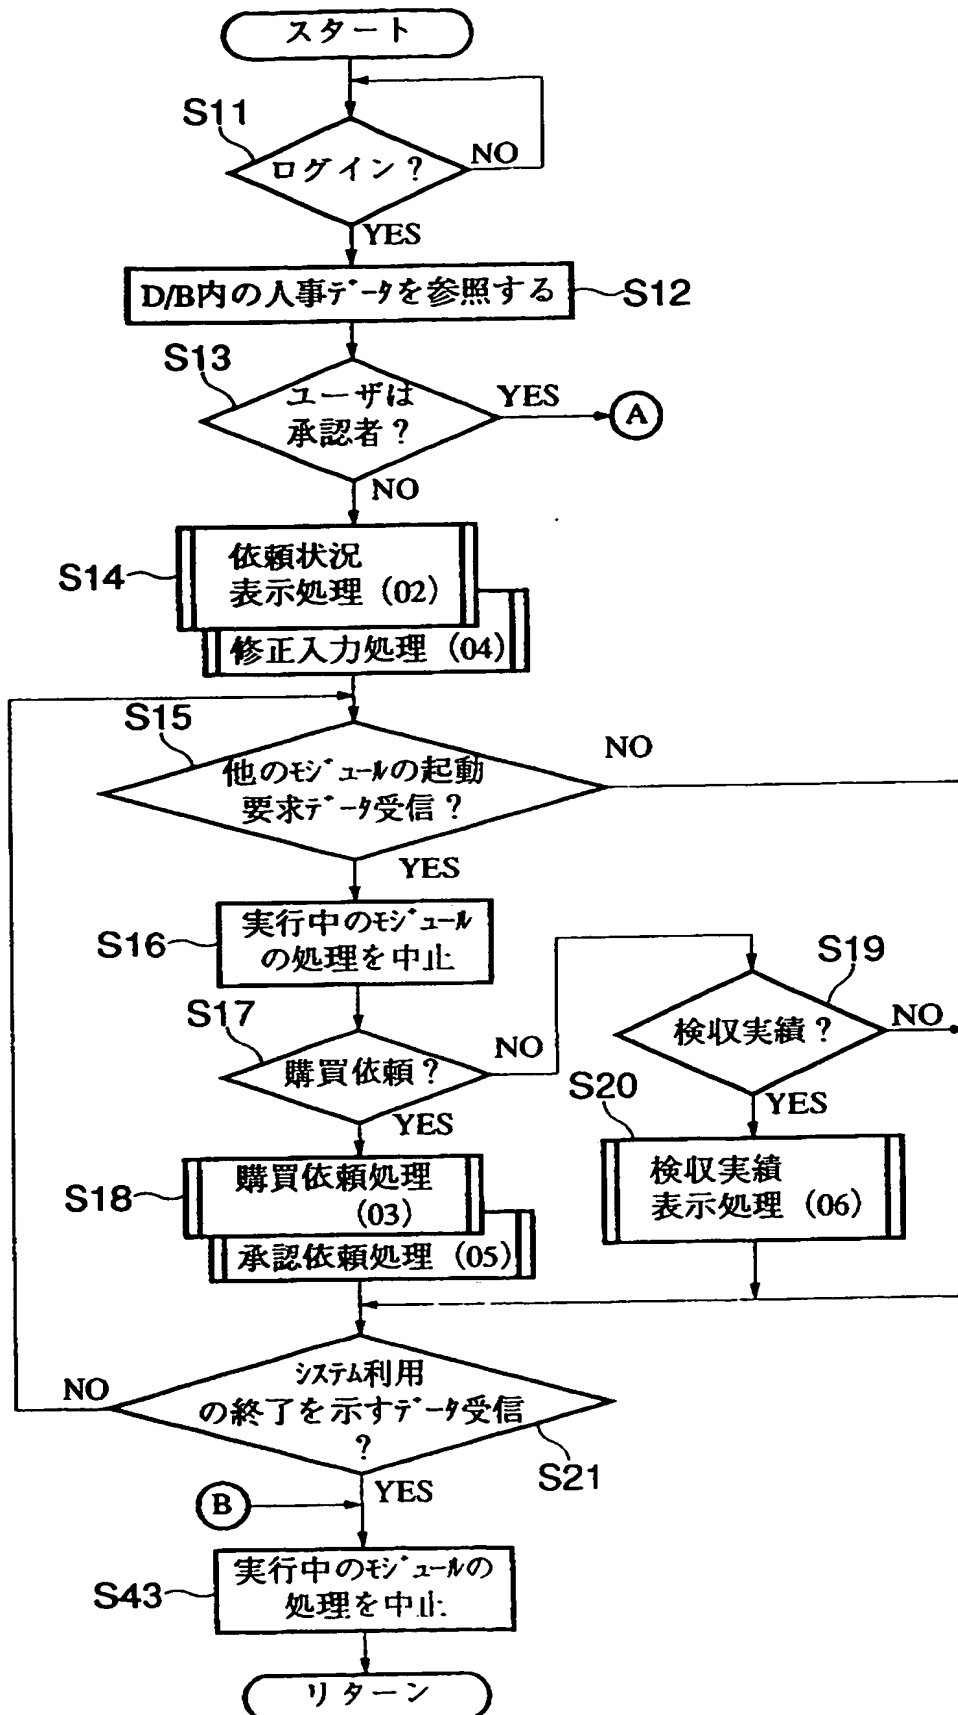 スタート
S11
ログイン?
NO
YES
D/B内の人事データを参照する
S12
S13
ユーザは
承認者?
YES
A
NO
S14
依頼状況
表示処理 (02)
修正入力処理 (04)
S15
他のモジュールの起動
要求データ受信?
NO
YES
S16
実行中のモジュール
の処理を中止
S17
購買依頼?
NO
YES
S19
検収実績?
NO
YES
S20
検収実績
表示処理 (06)
S18
購買依頼処理
(03)
承認依頼処理 (05)
システム利用
の終了を示すデータ受信
?
NO
S21
YES
B
S43
実行中のモジュールの
処理を中止
リターン